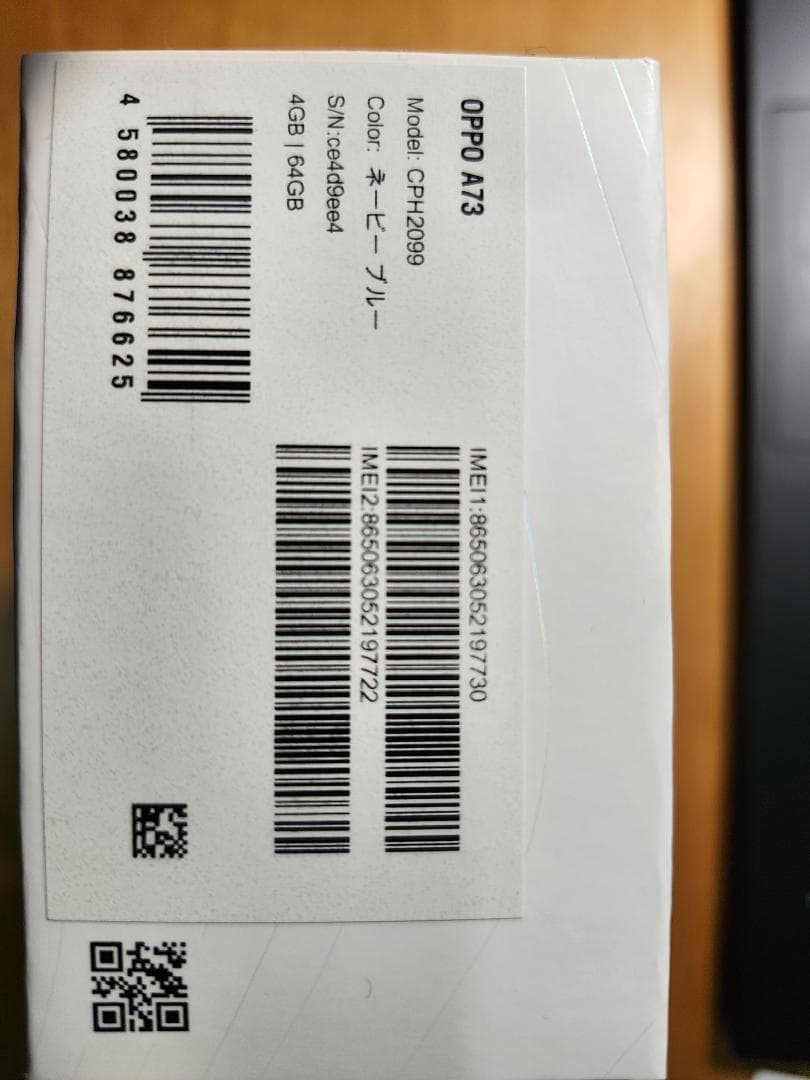 OPPO A73
Model: CPH2099
Color: ネービー ブルー
S/N:ce4d9ee4
4GB | 64GB
4 580038 876625
IMEI1:865063052197730
IMEI2:865063052197722